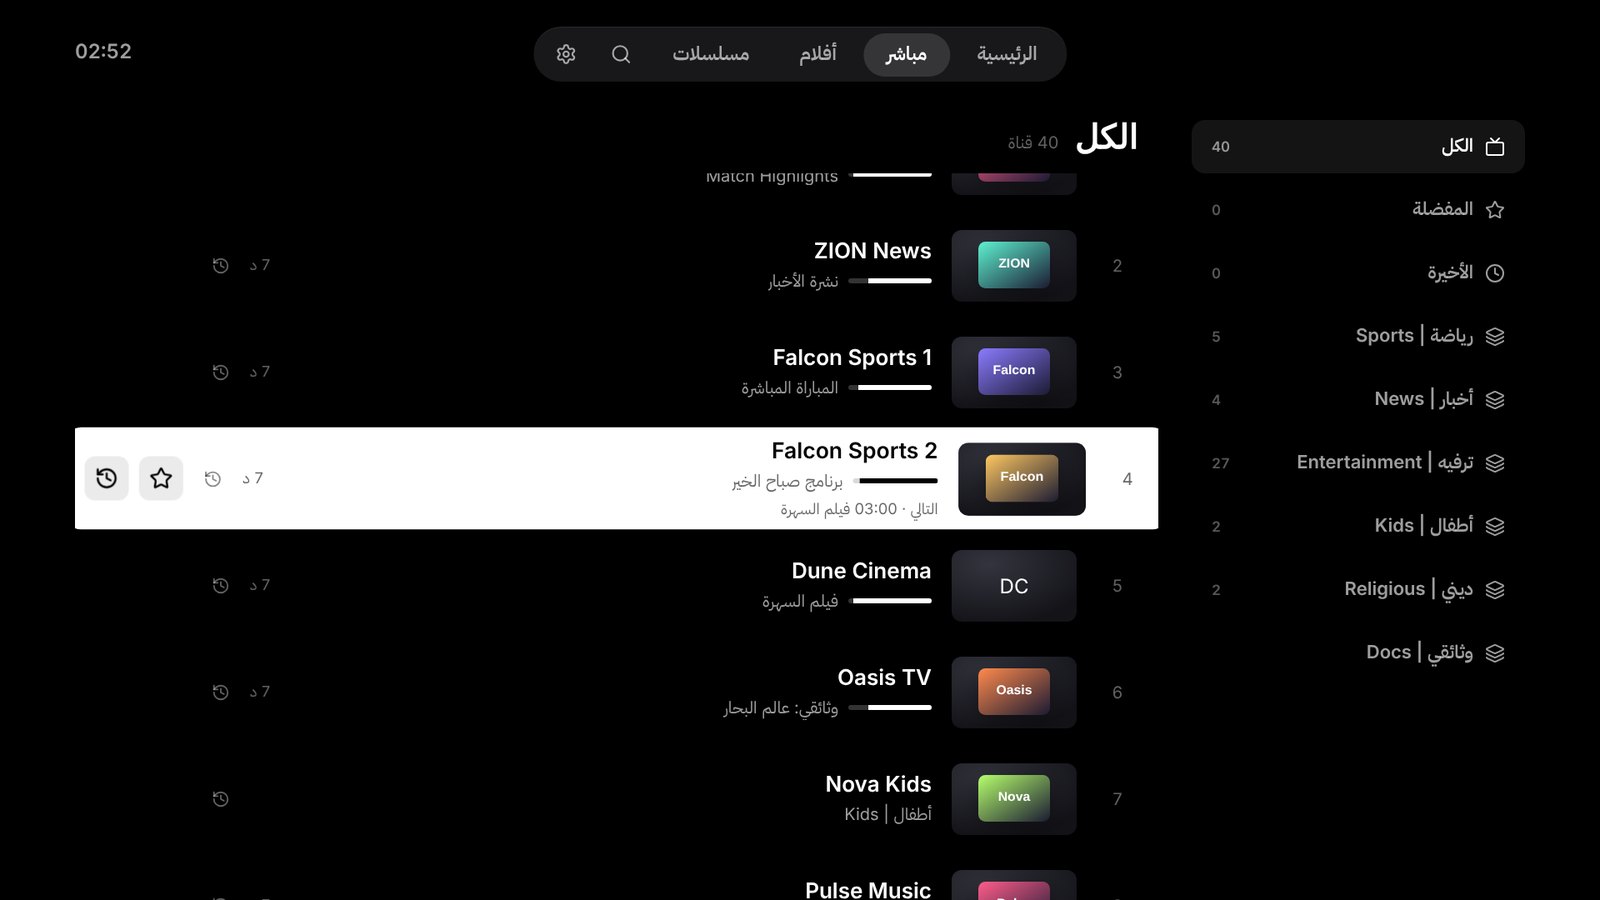 02:52
الرئيسية
مباشر
أفلام
مسلسلات
الكل
40 قناة
الكل
40
المفضلة
0
الأخيرة
0
رياضة | Sports
5
أخبار | News
4
ترفيه | Entertainment
27
أطفال | Kids
2
ديني | Religious
2
وثائقي | Docs
Match Highlights
2
ZION
ZION News
نشرة الأخبار
7 د
3
Falcon
Falcon Sports 1
المباراة المباشرة
7 د
4
Falcon
Falcon Sports 2
برنامج صباح الخير
التالي · 03:00 فيلم السهرة
7 د
5
DC
Dune Cinema
فيلم السهرة
7 د
6
Oasis
Oasis TV
وثائقي: عالم البحار
7 د
7
Nova
Nova Kids
أطفال | Kids
Pulse Music